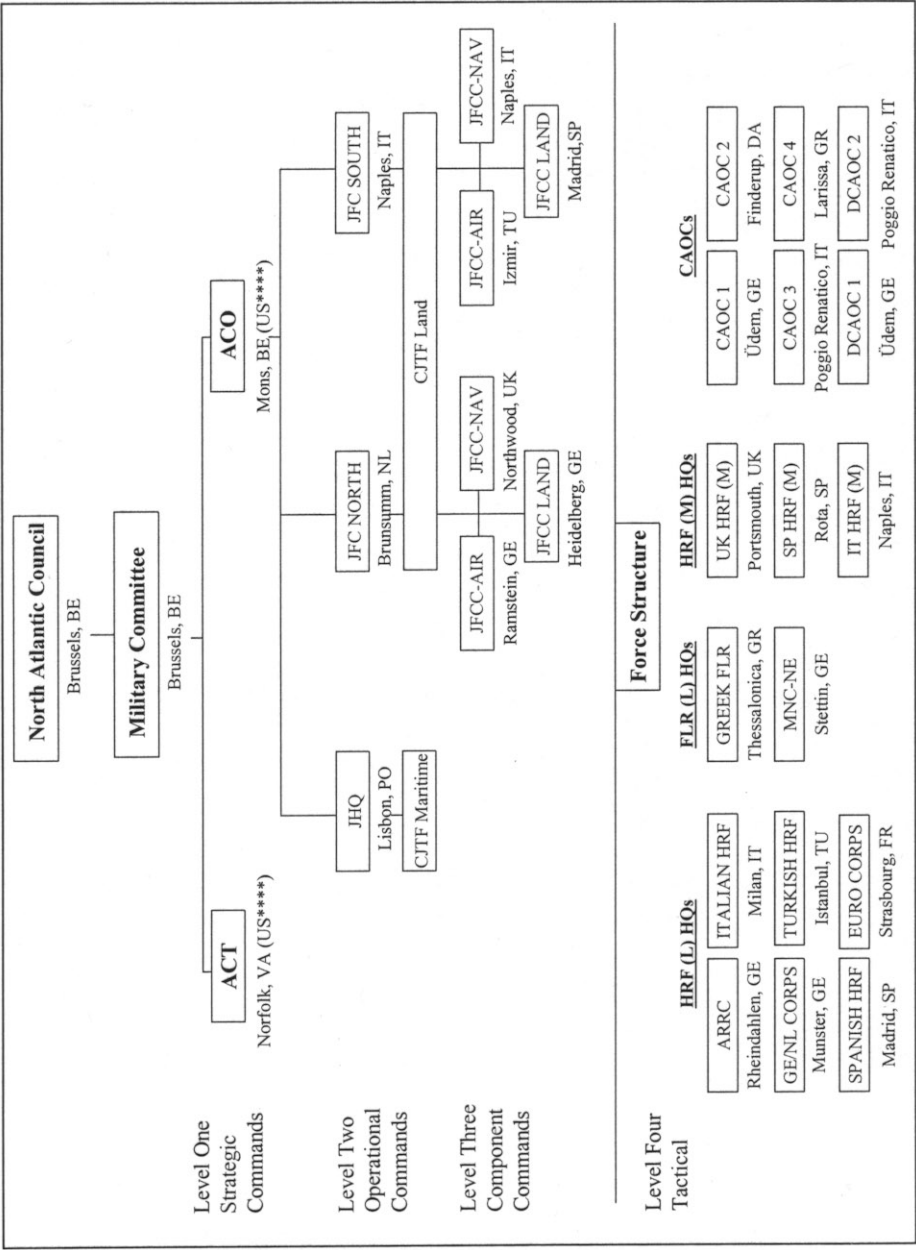 North Atlantic Council
Brussels, BE
Military Committee
Brussels, BE
Level One
Strategic
Commands
ACT
Norfolk, VA (US****)
ACO
Mons, BE (US****)
Level Two
Operational
Commands
JHQ
Lisbon, PO
CJTF Maritime
JFC NORTH
Brunsumm, NL
JFC SOUTH
Naples, IT
CJTF Land
Level Three
Component
Commands
JFCC-AIR
Ramstein, GE
JFCC-NAV
Northwood, UK
JFCC LAND
Heidelberg, GE
JFCC-AIR
Izmir, TU
JFCC-NAV
Naples, IT
JFCC LAND
Madrid,SP
Force Structure
Level Four
Tactical
HRF (L) HQs
ARRC
Rheindahlen, GE
ITALIAN HRF
Milan, IT
GE/NL CORPS
Munster, GE
TURKISH HRF
Istanbul, TU
SPANISH HRF
Madrid, SP
EURO CORPS
Strasbourg, FR
FLR (L) HQs
GREEK FLR
Thessalonica, GR
MNC-NE
Stettin, GE
HRF (M) HQs
UK HRF (M)
Portsmouth, UK
SP HRF (M)
Rota, SP
IT HRF (M)
Naples, IT
CAOCs
CAOC 1
Üdem, GE
CAOC 2
Finderup, DA
CAOC 3
Poggio Renatico, IT
CAOC 4
Larissa, GR
DCAOC 1
Üdem, GE
DCAOC 2
Poggio Renatico, IT